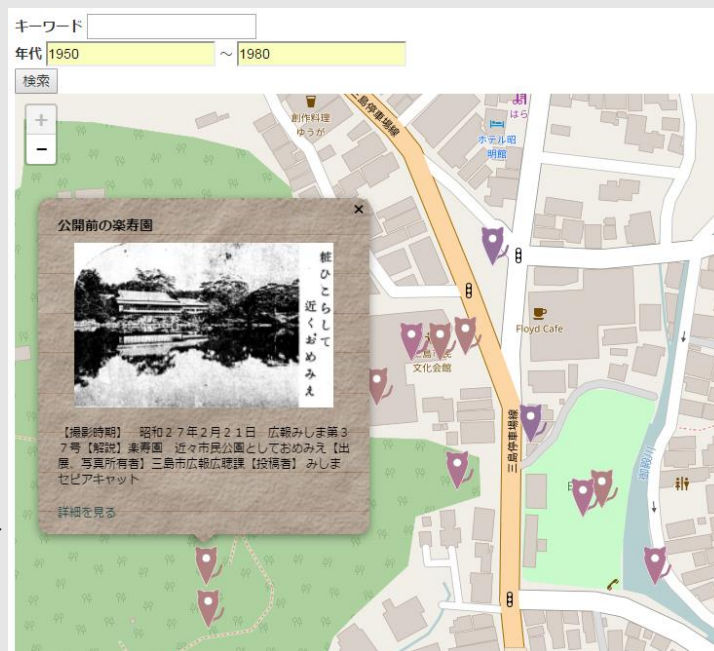 キーワード
年代 1950 ～ 1980
検索
+
−
三島停車場線
創作料理
ゆうが
はら
ホテル昭
明館
×
公開前の楽寿園
粧ひこらして
近くおめみえ
【撮影時期】　昭和２７年２月２１日　広報みしま第３
７号【解説】楽寿園　近々市民公園としておめみえ【出
展、写真所有者】三島市広報広聴課【投稿者】 みしま
セピアキャット
詳細を見る
Floyd Cafe
文化会館
三島停車場線
御殿川